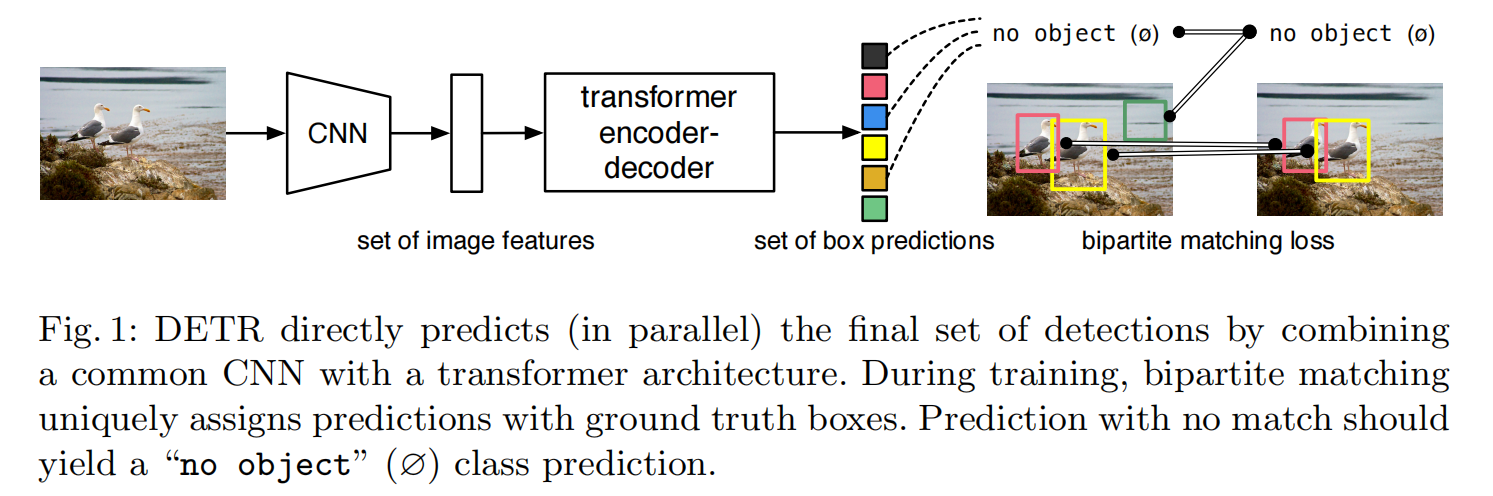 no object (ø)
no object (ø)
CNN
transformer
encoder-
decoder
set of image features
set of box predictions
bipartite matching loss
Fig. 1: DETR directly predicts (in parallel) the final set of detections by combining
a common CNN with a transformer architecture. During training, bipartite matching
uniquely assigns predictions with ground truth boxes. Prediction with no match should
yield a “no object” (∅) class prediction.